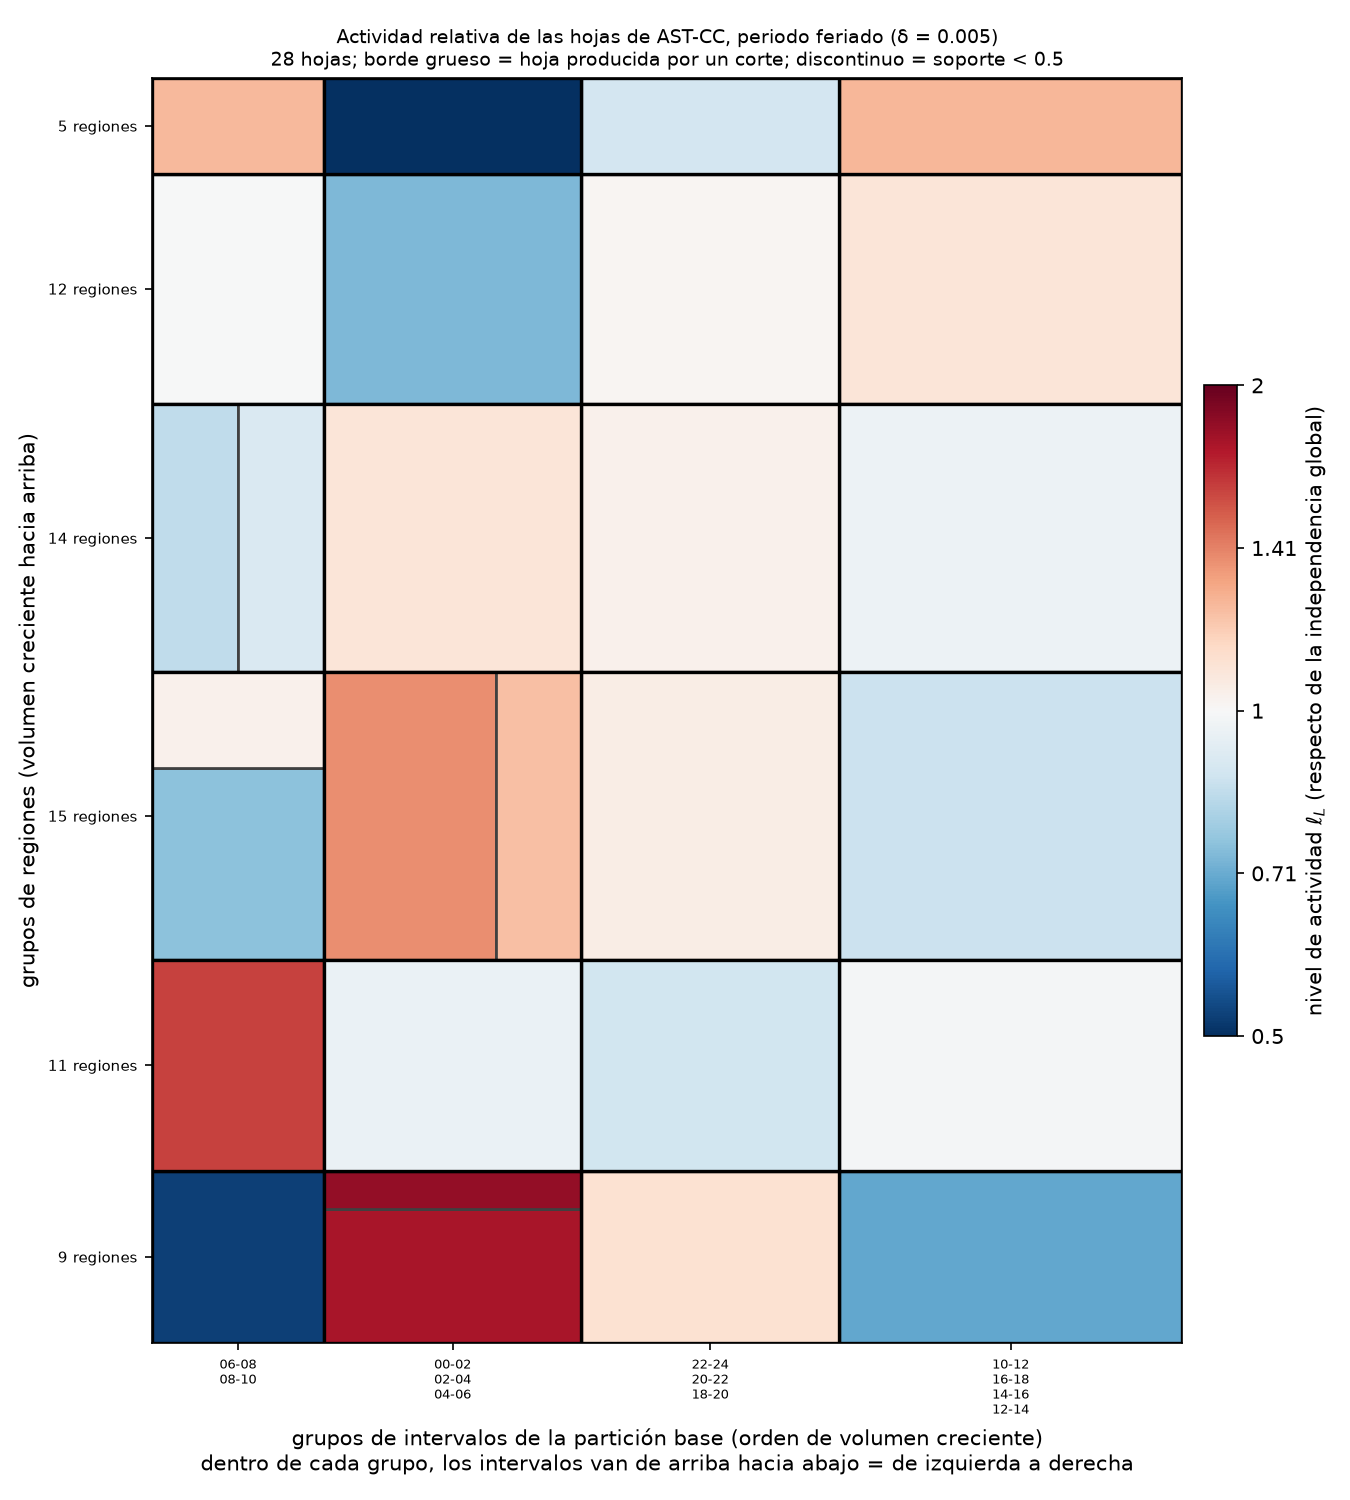 Actividad relativa de las hojas de AST-CC, periodo feriado (δ = 0.005)
28 hojas; borde grueso = hoja producida por un corte; discontinuo = soporte < 0.5
grupos de regiones (volumen creciente hacia arriba)
5 regiones
12 regiones
14 regiones
15 regiones
11 regiones
9 regiones
06-08
08-10
00-02
02-04
04-06
22-24
20-22
18-20
10-12
16-18
14-16
12-14
grupos de intervalos de la partición base (orden de volumen creciente)
dentro de cada grupo, los intervalos van de arriba hacia abajo = de izquierda a derecha
2
1.41
1
0.71
0.5
nivel de actividad ℓ_L (respecto de la independencia global)